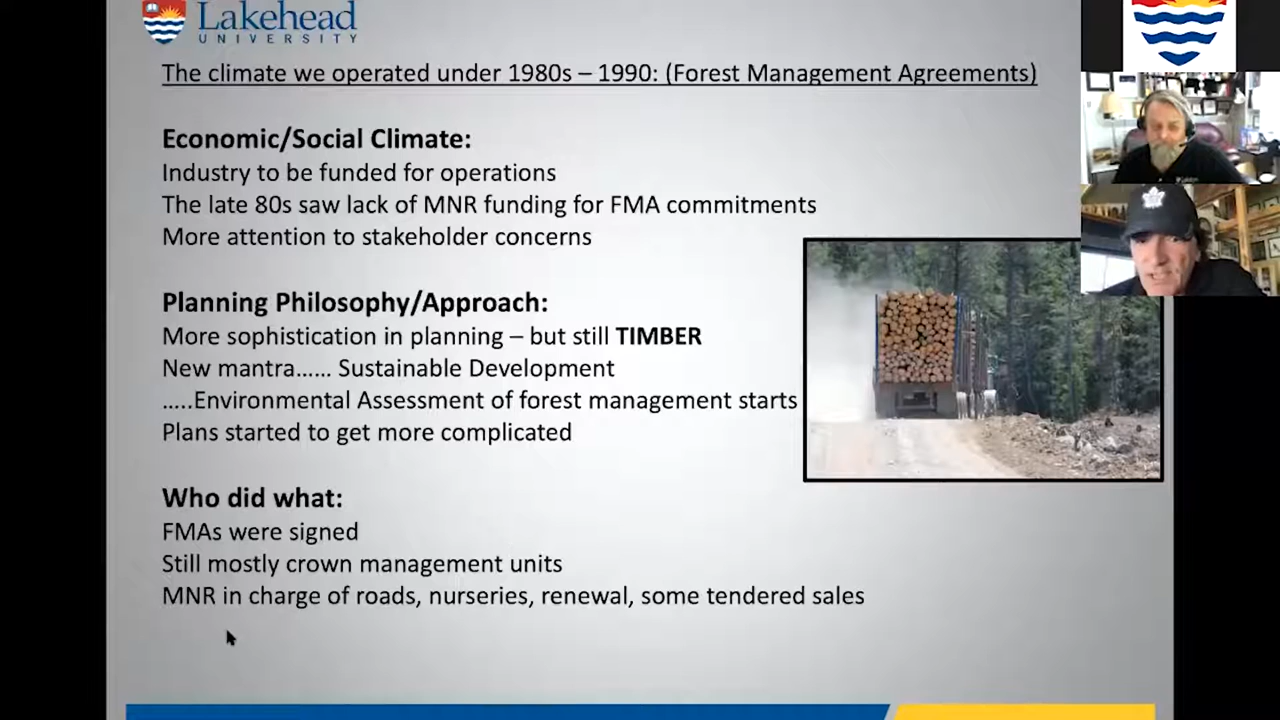 Lakehead
UNIVERSITY
The climate we operated under 1980s – 1990: (Forest Management Agreements)
Economic/Social Climate:
Industry to be funded for operations
The late 80s saw lack of MNR funding for FMA commitments
More attention to stakeholder concerns
Planning Philosophy/Approach:
More sophistication in planning – but still TIMBER
New mantra…… Sustainable Development
…..Environmental Assessment of forest management starts
Plans started to get more complicated
Who did what:
FMAs were signed
Still mostly crown management units
MNR in charge of roads, nurseries, renewal, some tendered sales